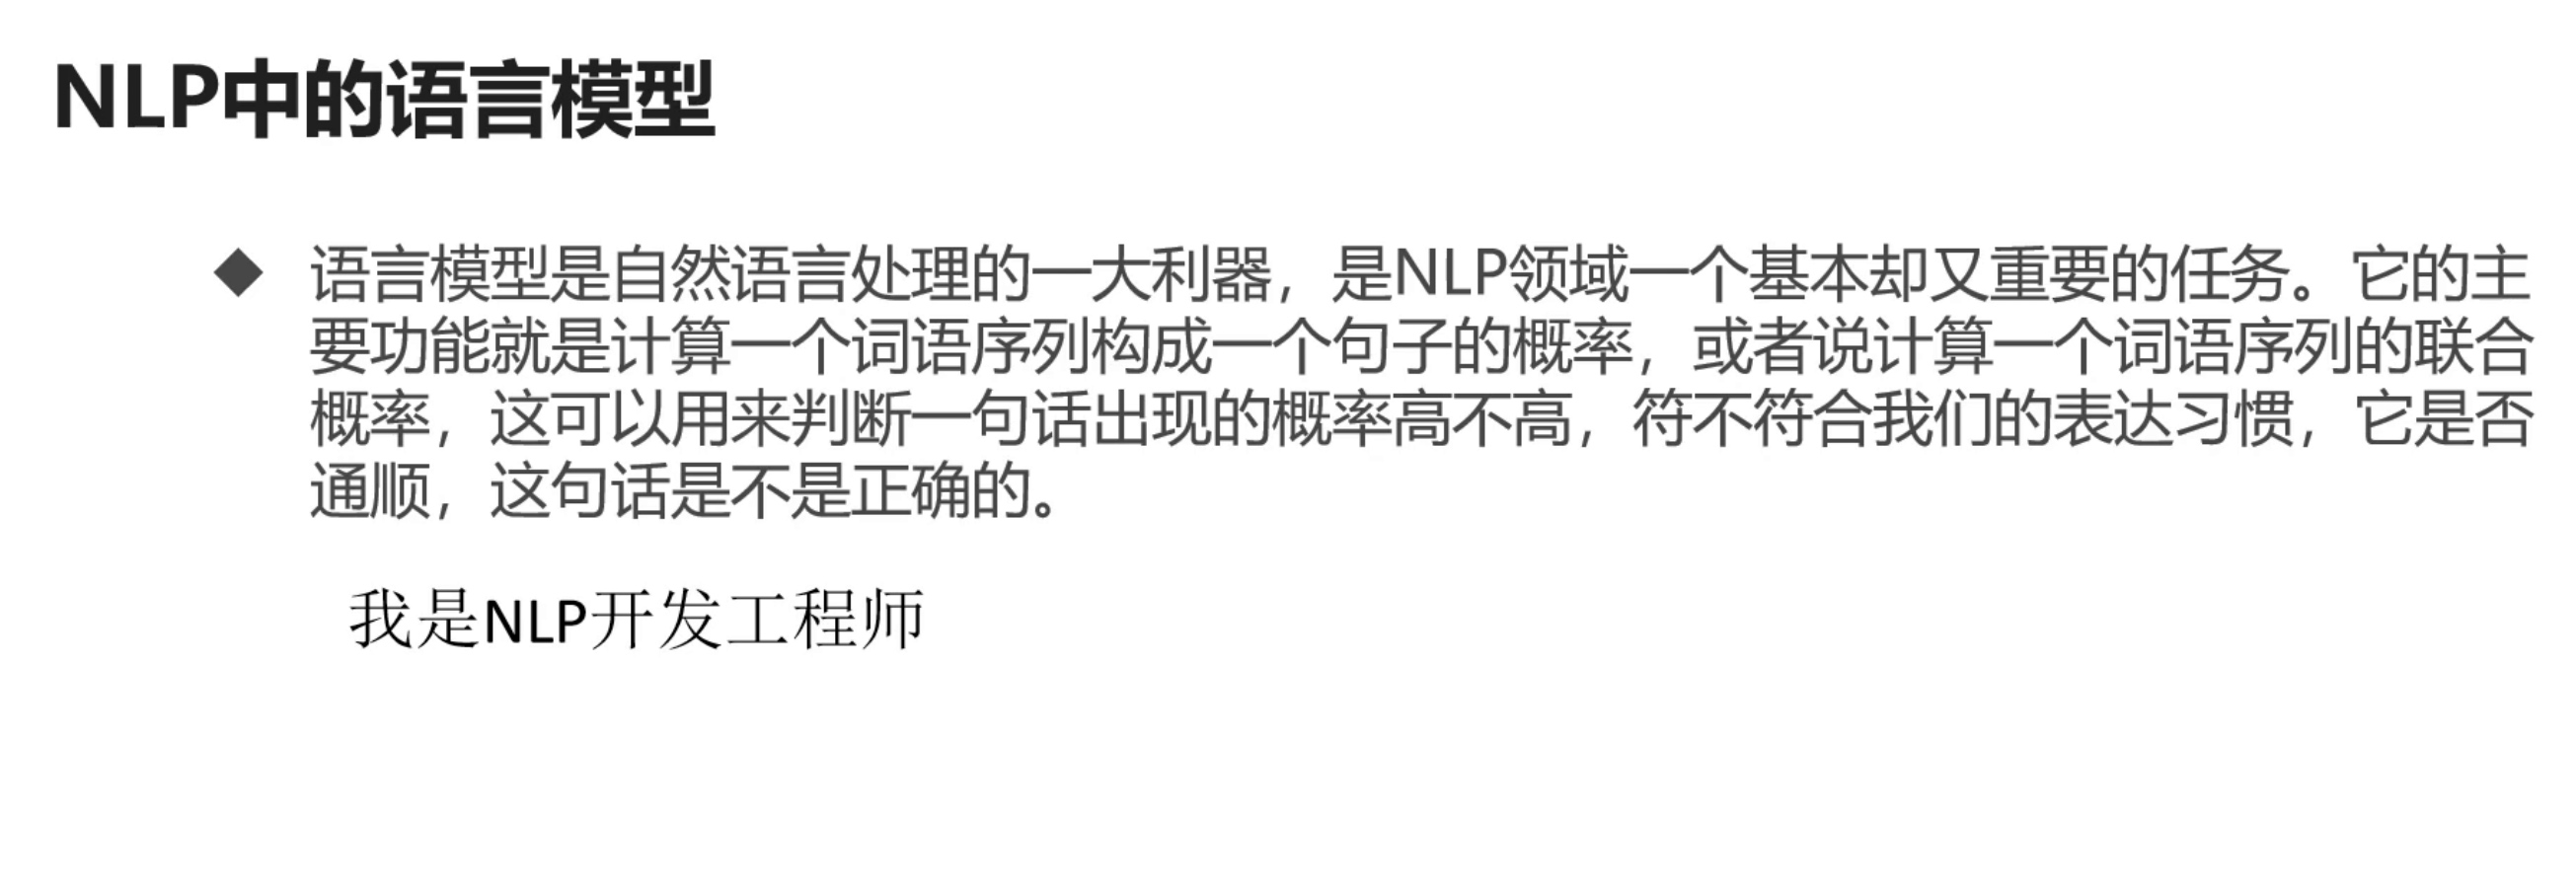 NLP中的语言模型
◆ 语言模型是自然语言处理的一大利器，是NLP领域一个基本却又重要的任务。它的主
要功能就是计算一个词语序列构成一个句子的概率，或者说计算一个词语序列的联合
概率，这可以用来判断一句话出现的概率高不高，符不符合我们的表达习惯，它是否
通顺，这句话是不是正确的。
我是NLP开发工程师